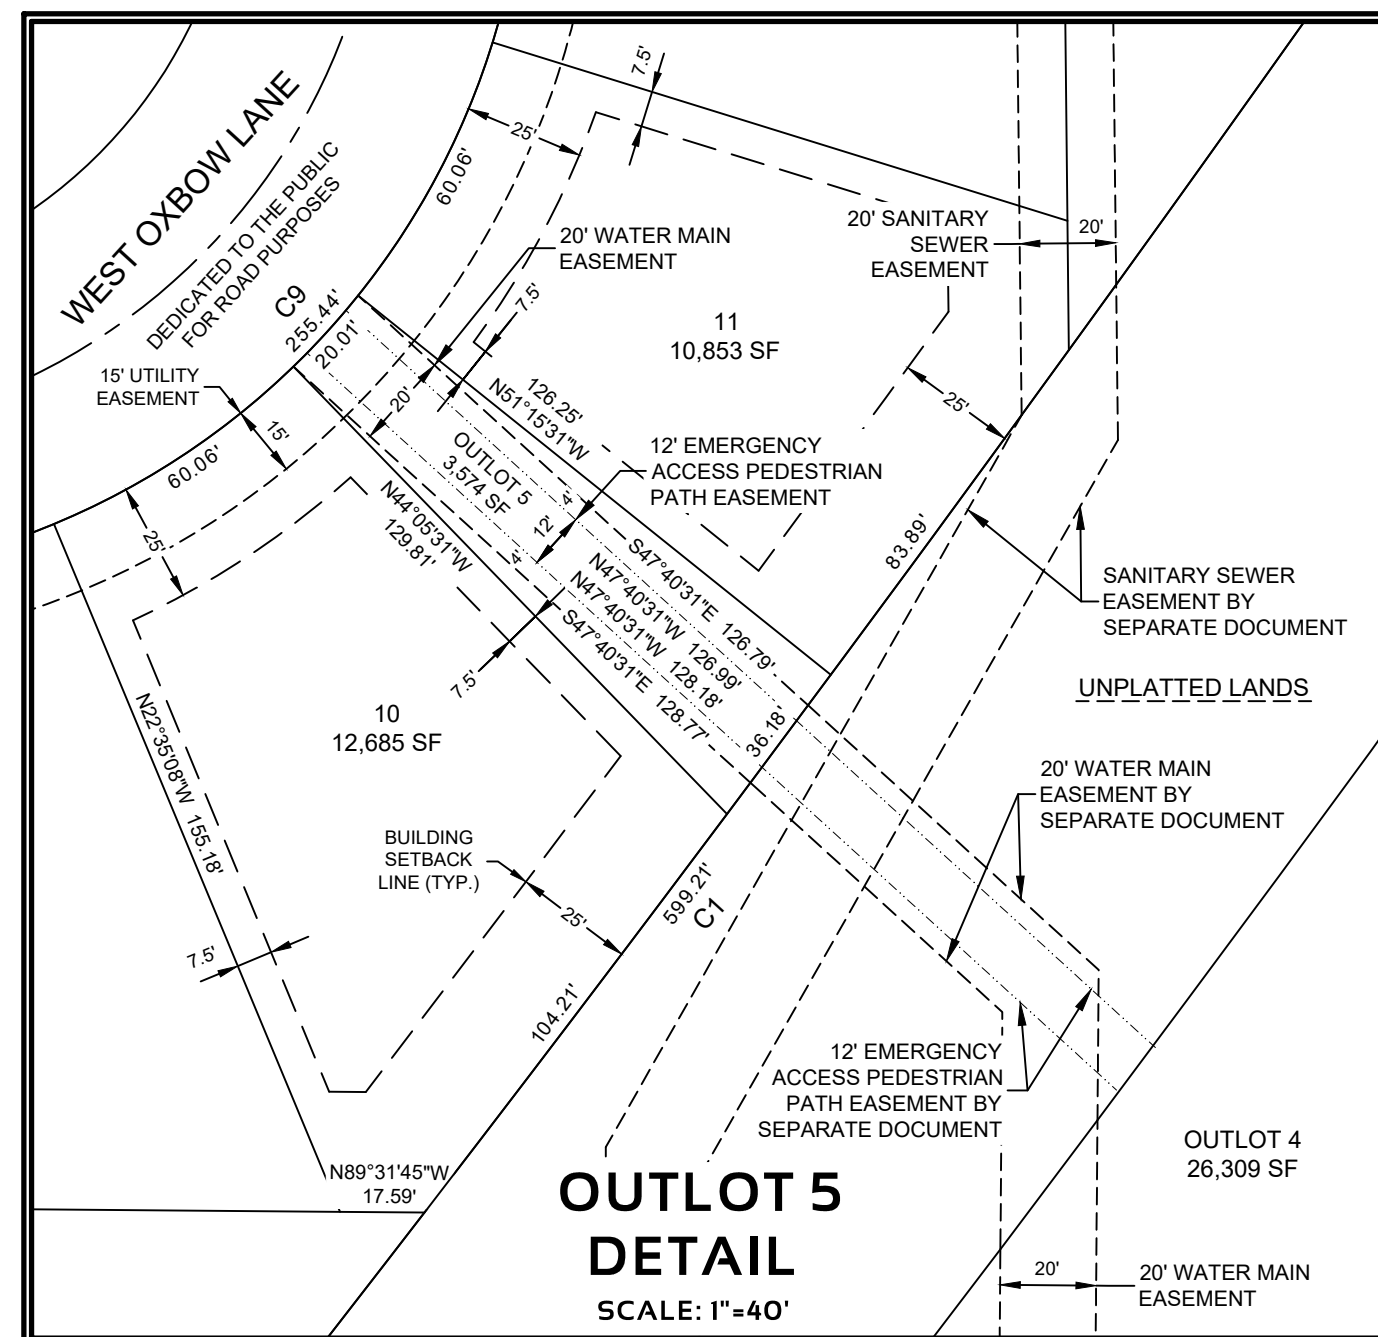 WEST OXBOW LANE
DEDICATED TO THE PUBLIC
FOR ROAD PURPOSES
C9
255.44'
20.01'
60.06'
25'
7.5'
20' WATER MAIN
EASEMENT
7.5'
20' SANITARY
SEWER
EASEMENT
20'
11
10,853 SF
15' UTILITY
EASEMENT
15'
60.06'
25'
20'
126.25'
N51°15'31"W
25'
OUTLOT 5
3,574 SF
12' EMERGENCY
ACCESS PEDESTRIAN
PATH EASEMENT
4'
12'
4'
N44°05'31"W
129.81'
S47°40'31"E 126.79'
N47°40'31"W 126.99'
N47°40'31"W 128.18'
S47°40'31"E 128.77'
83.89'
SANITARY SEWER
EASEMENT BY
SEPARATE DOCUMENT
UNPLATTED LANDS
7.5'
10
12,685 SF
36.18'
N22°35'08"W 155.18'
20' WATER MAIN
EASEMENT BY
SEPARATE DOCUMENT
BUILDING
SETBACK
LINE (TYP.)
25'
599.21'
C1
7.5'
104.21'
12' EMERGENCY
ACCESS PEDESTRIAN
PATH EASEMENT BY
SEPARATE DOCUMENT
OUTLOT 4
26,309 SF
N89°31'45"W
17.59'
OUTLOT 5
DETAIL
SCALE: 1"=40'
20'
20' WATER MAIN
EASEMENT